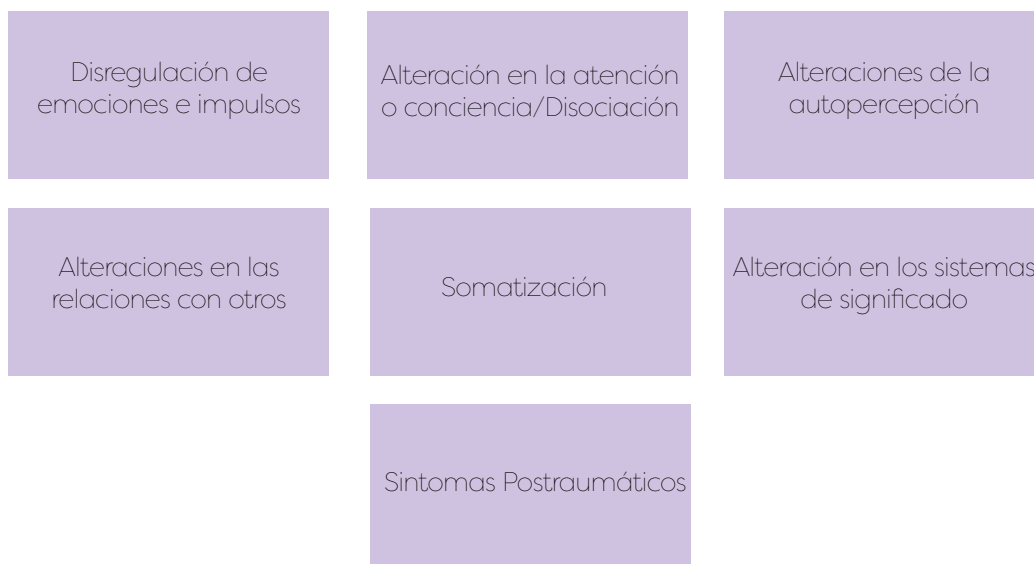 Disregulación de
emociones e impulsos
Alteración en la atención
o conciencia/Disociación
Alteraciones de la
autopercepción
Alteraciones en las
relaciones con otros
Somatización
Alteración en los sistemas
de significado
Sintomas Postraumáticos